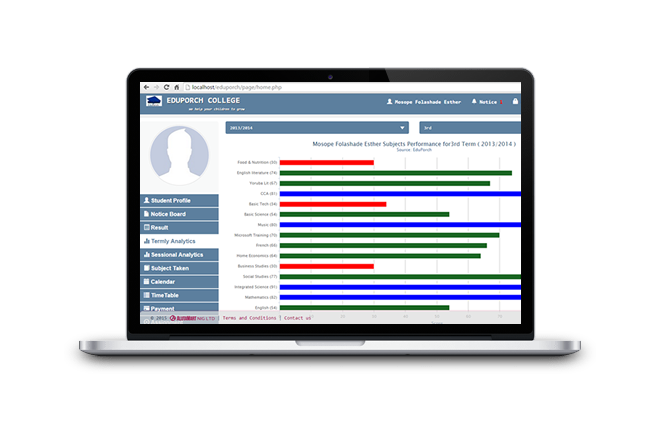 localhost/eduporch/page/home.php
EDUPORCH COLLEGE
we help your children to grow
Mosope Folashade Esther
Notice
2013/2014
3rd
Mosope Folashade Esther Subjects Performance for3rd Term ( 2013/2014 )
Source: EduPorch
Food & Nutrition (30)
English literature (74)
Yoruba Lit (67)
CCA (81)
Basic Tech (34)
Basic Science (54)
Music (80)
Microsoft Training (70)
French (66)
Home Economics (64)
Business Studies (30)
Social Studies (77)
Integrated Science (91)
Mathematics (82)
English (54)
Student Profile
Notice Board
Result
Termly Analytics
Sessional Analytics
Subject Taken
Calendar
TimeTable
Payment
© 2015
NIG.LTD | Terms and Conditions | Contact us